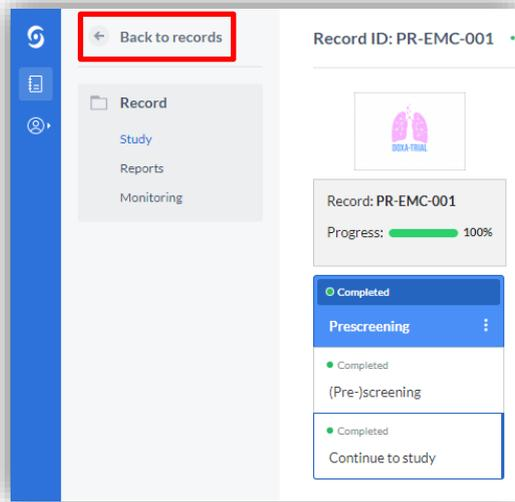 Back to records
Record ID: PR-EMC-001
Record
Study
Reports
Monitoring
DOXA-TRIAL
Record: PR-EMC-001
Progress: 100%
Completed
Prescreening
Completed
(Pre-)screening
Completed
Continue to study